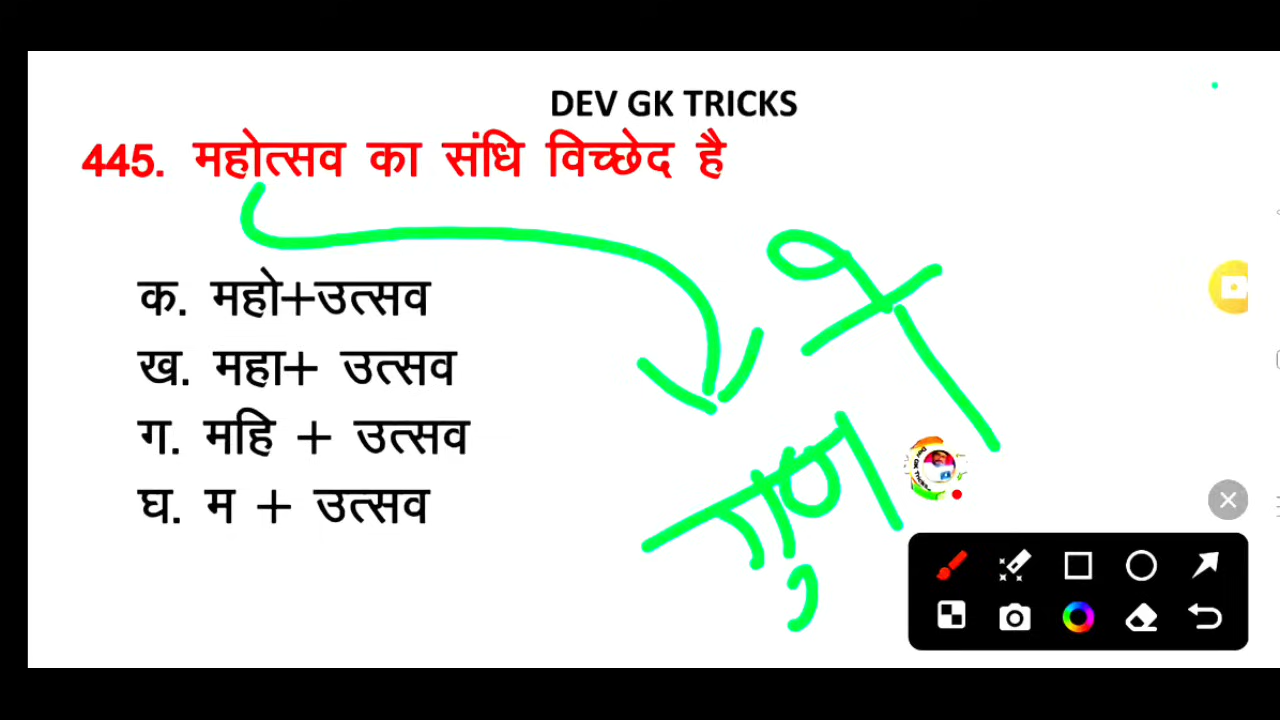 DEV GK TRICKS
445. महोत्सव का संधि विच्छेद है
क. महो+उत्सव
ख. महा+ उत्सव
ग. महि + उत्सव
घ. म + उत्सव
गुण